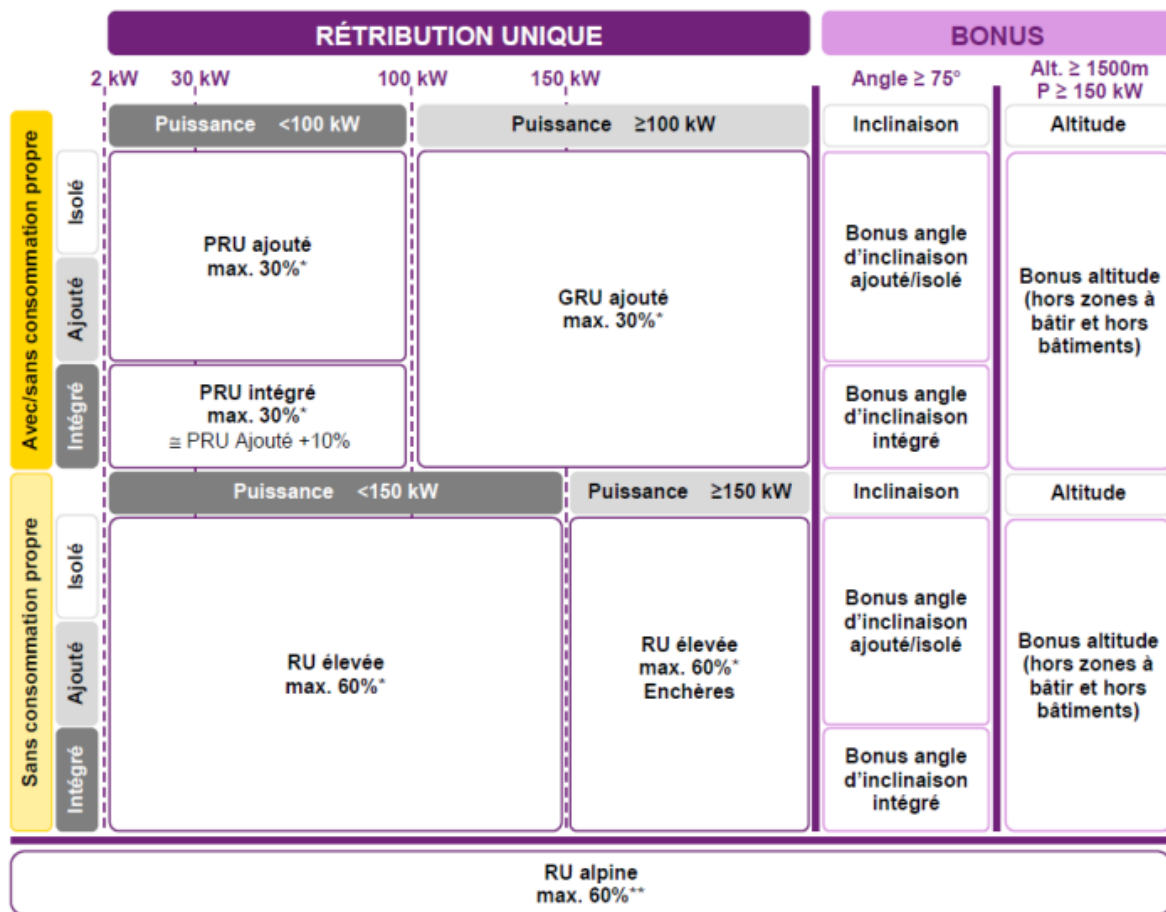 RÉTRIBUTION UNIQUE
BONUS
2 kW
30 kW
100 kW
150 kW
Angle ≥ 75°
Alt. ≥ 1500m
P ≥ 150 kW
Avec/sans consommation propre
Puissance <100 kW
Puissance ≥100 kW
Inclinaison
Altitude
Isolé
Ajouté
Intégré
PRU ajouté
max. 30%*
GRU ajouté
max. 30%*
Bonus angle
d'inclinaison
ajouté/isolé
Bonus altitude
(hors zones à
bâtir et hors
bâtiments)
PRU intégré
max. 30%*
≅ PRU Ajouté +10%
Bonus angle
d'inclinaison
intégré
Sans consommation propre
Puissance <150 kW
Puissance ≥150 kW
Inclinaison
Altitude
Isolé
Ajouté
Intégré
RU élevée
max. 60%*
RU élevée
max. 60%*
Enchères
Bonus angle
d'inclinaison
ajouté/isolé
Bonus altitude
(hors zones à
bâtir et hors
bâtiments)
Bonus angle
d'inclinaison
intégré
RU alpine
max. 60%**